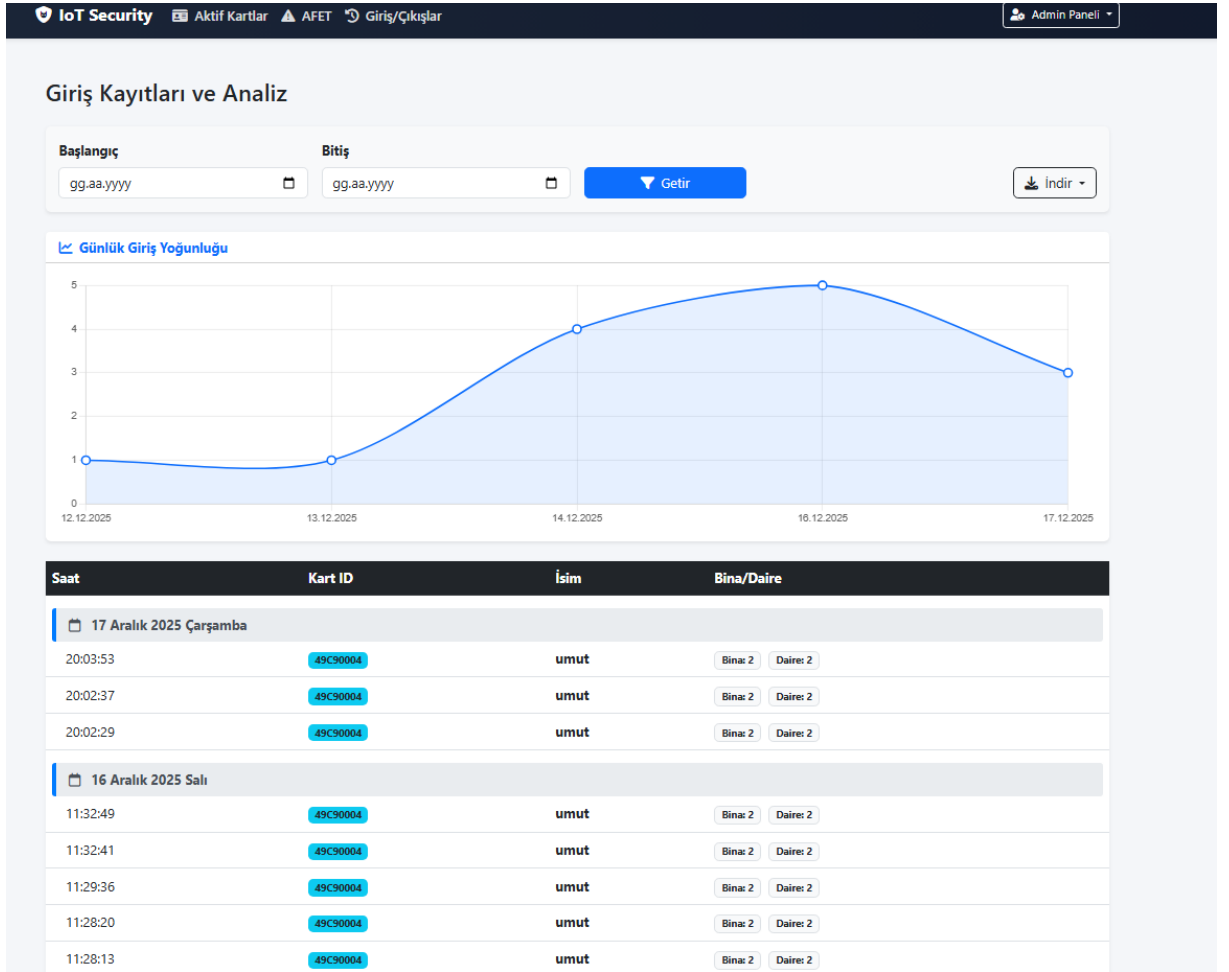 IoT Security Aktif Kartlar AFET Giriş/Çıkışlar Admin Paneli
Giriş Kayıtları ve Analiz
Başlangıç Bitiş
gg.aa.yyyy gg.aa.yyyy Getir İndir
Günlük Giriş Yoğunluğu
5
4
3
2
1
0
12.12.2025 13.12.2025 14.12.2025 16.12.2025 17.12.2025
Saat Kart ID İsim Bina/Daire
17 Aralık 2025 Çarşamba
20:03:53 49C90004 umut Bina: 2 Daire: 2
20:02:37 49C90004 umut Bina: 2 Daire: 2
20:02:29 49C90004 umut Bina: 2 Daire: 2
16 Aralık 2025 Salı
11:32:49 49C90004 umut Bina: 2 Daire: 2
11:32:41 49C90004 umut Bina: 2 Daire: 2
11:29:36 49C90004 umut Bina: 2 Daire: 2
11:28:20 49C90004 umut Bina: 2 Daire: 2
11:28:13 49C90004 umut Bina: 2 Daire: 2